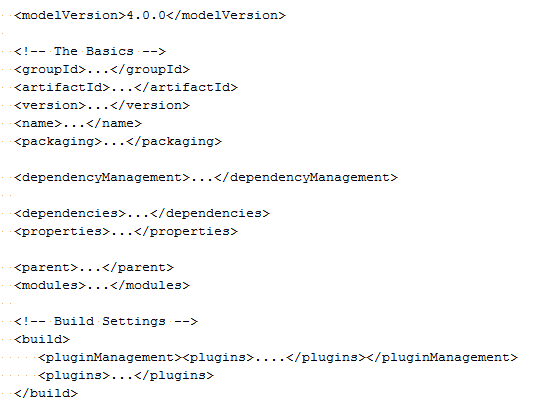 <modelVersion>4.0.0</modelVersion>
<!-- The Basics -->
<groupId>...</groupId>
<artifactId>...</artifactId>
<version>...</version>
<name>...</name>
<packaging>...</packaging>
<dependencyManagement>...</dependencyManagement>
<dependencies>...</dependencies>
<properties>...</properties>
<parent>...</parent>
<modules>...</modules>
<!-- Build Settings -->
<build>
<pluginManagement><plugins>....</plugins></pluginManagement>
<plugins>...</plugins>
</build>